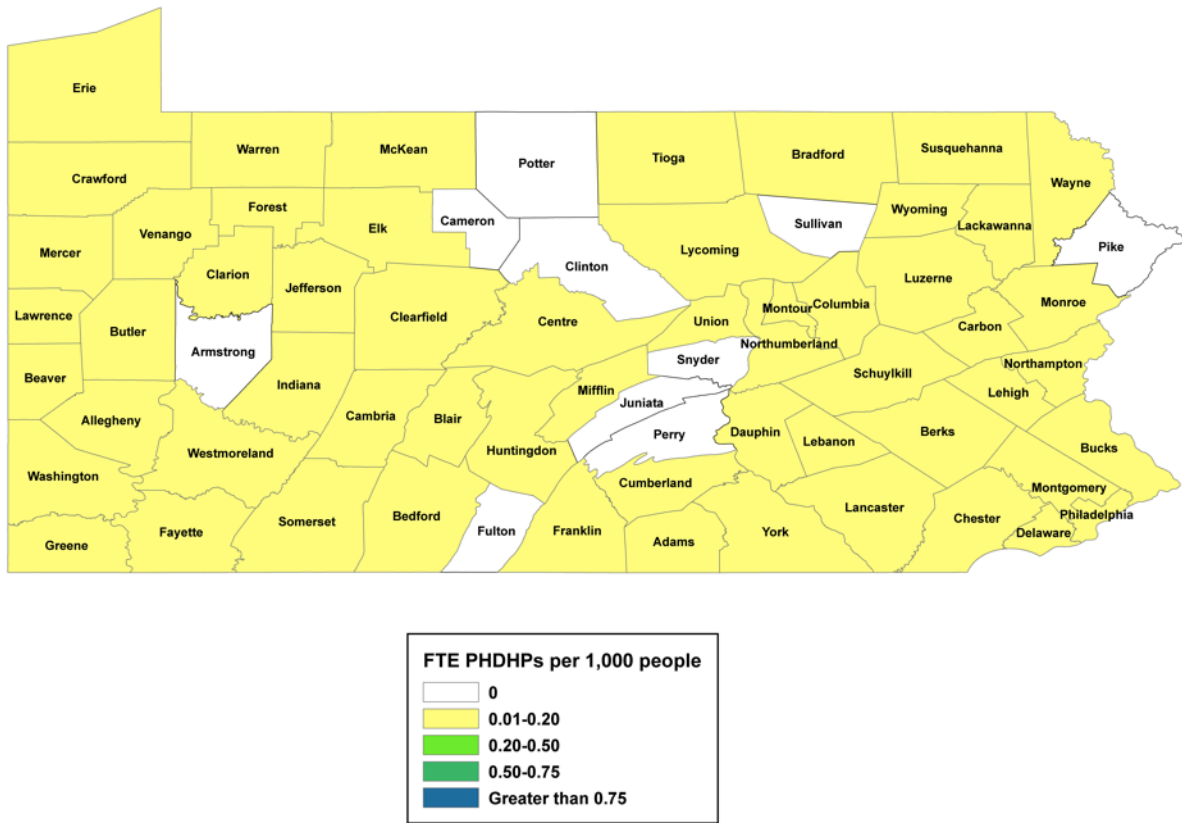 Erie
Warren
McKean
Potter
Tioga
Bradford
Susquehanna
Wayne
Crawford
Forest
Cameron
Sullivan
Wyoming
Lackawanna
Pike
Venango
Elk
Mercer
Lycoming
Clarion
Clinton
Luzerne
Jefferson
Lawrence
Butler
Clearfield
Centre
Union
Montour
Columbia
Monroe
Carbon
Armstrong
Snyder
Northumberland
Northampton
Beaver
Indiana
Mifflin
Schuylkill
Lehigh
Allegheny
Cambria
Blair
Juniata
Perry
Dauphin
Lebanon
Berks
Bucks
Westmoreland
Huntingdon
Washington
Cumberland
Montgomery
Philadelphia
Greene
Fayette
Somerset
Bedford
Fulton
Franklin
Adams
York
Lancaster
Chester
Delaware
FTE PHDHPs per 1,000 people
0
0.01-0.20
0.20-0.50
0.50-0.75
Greater than 0.75